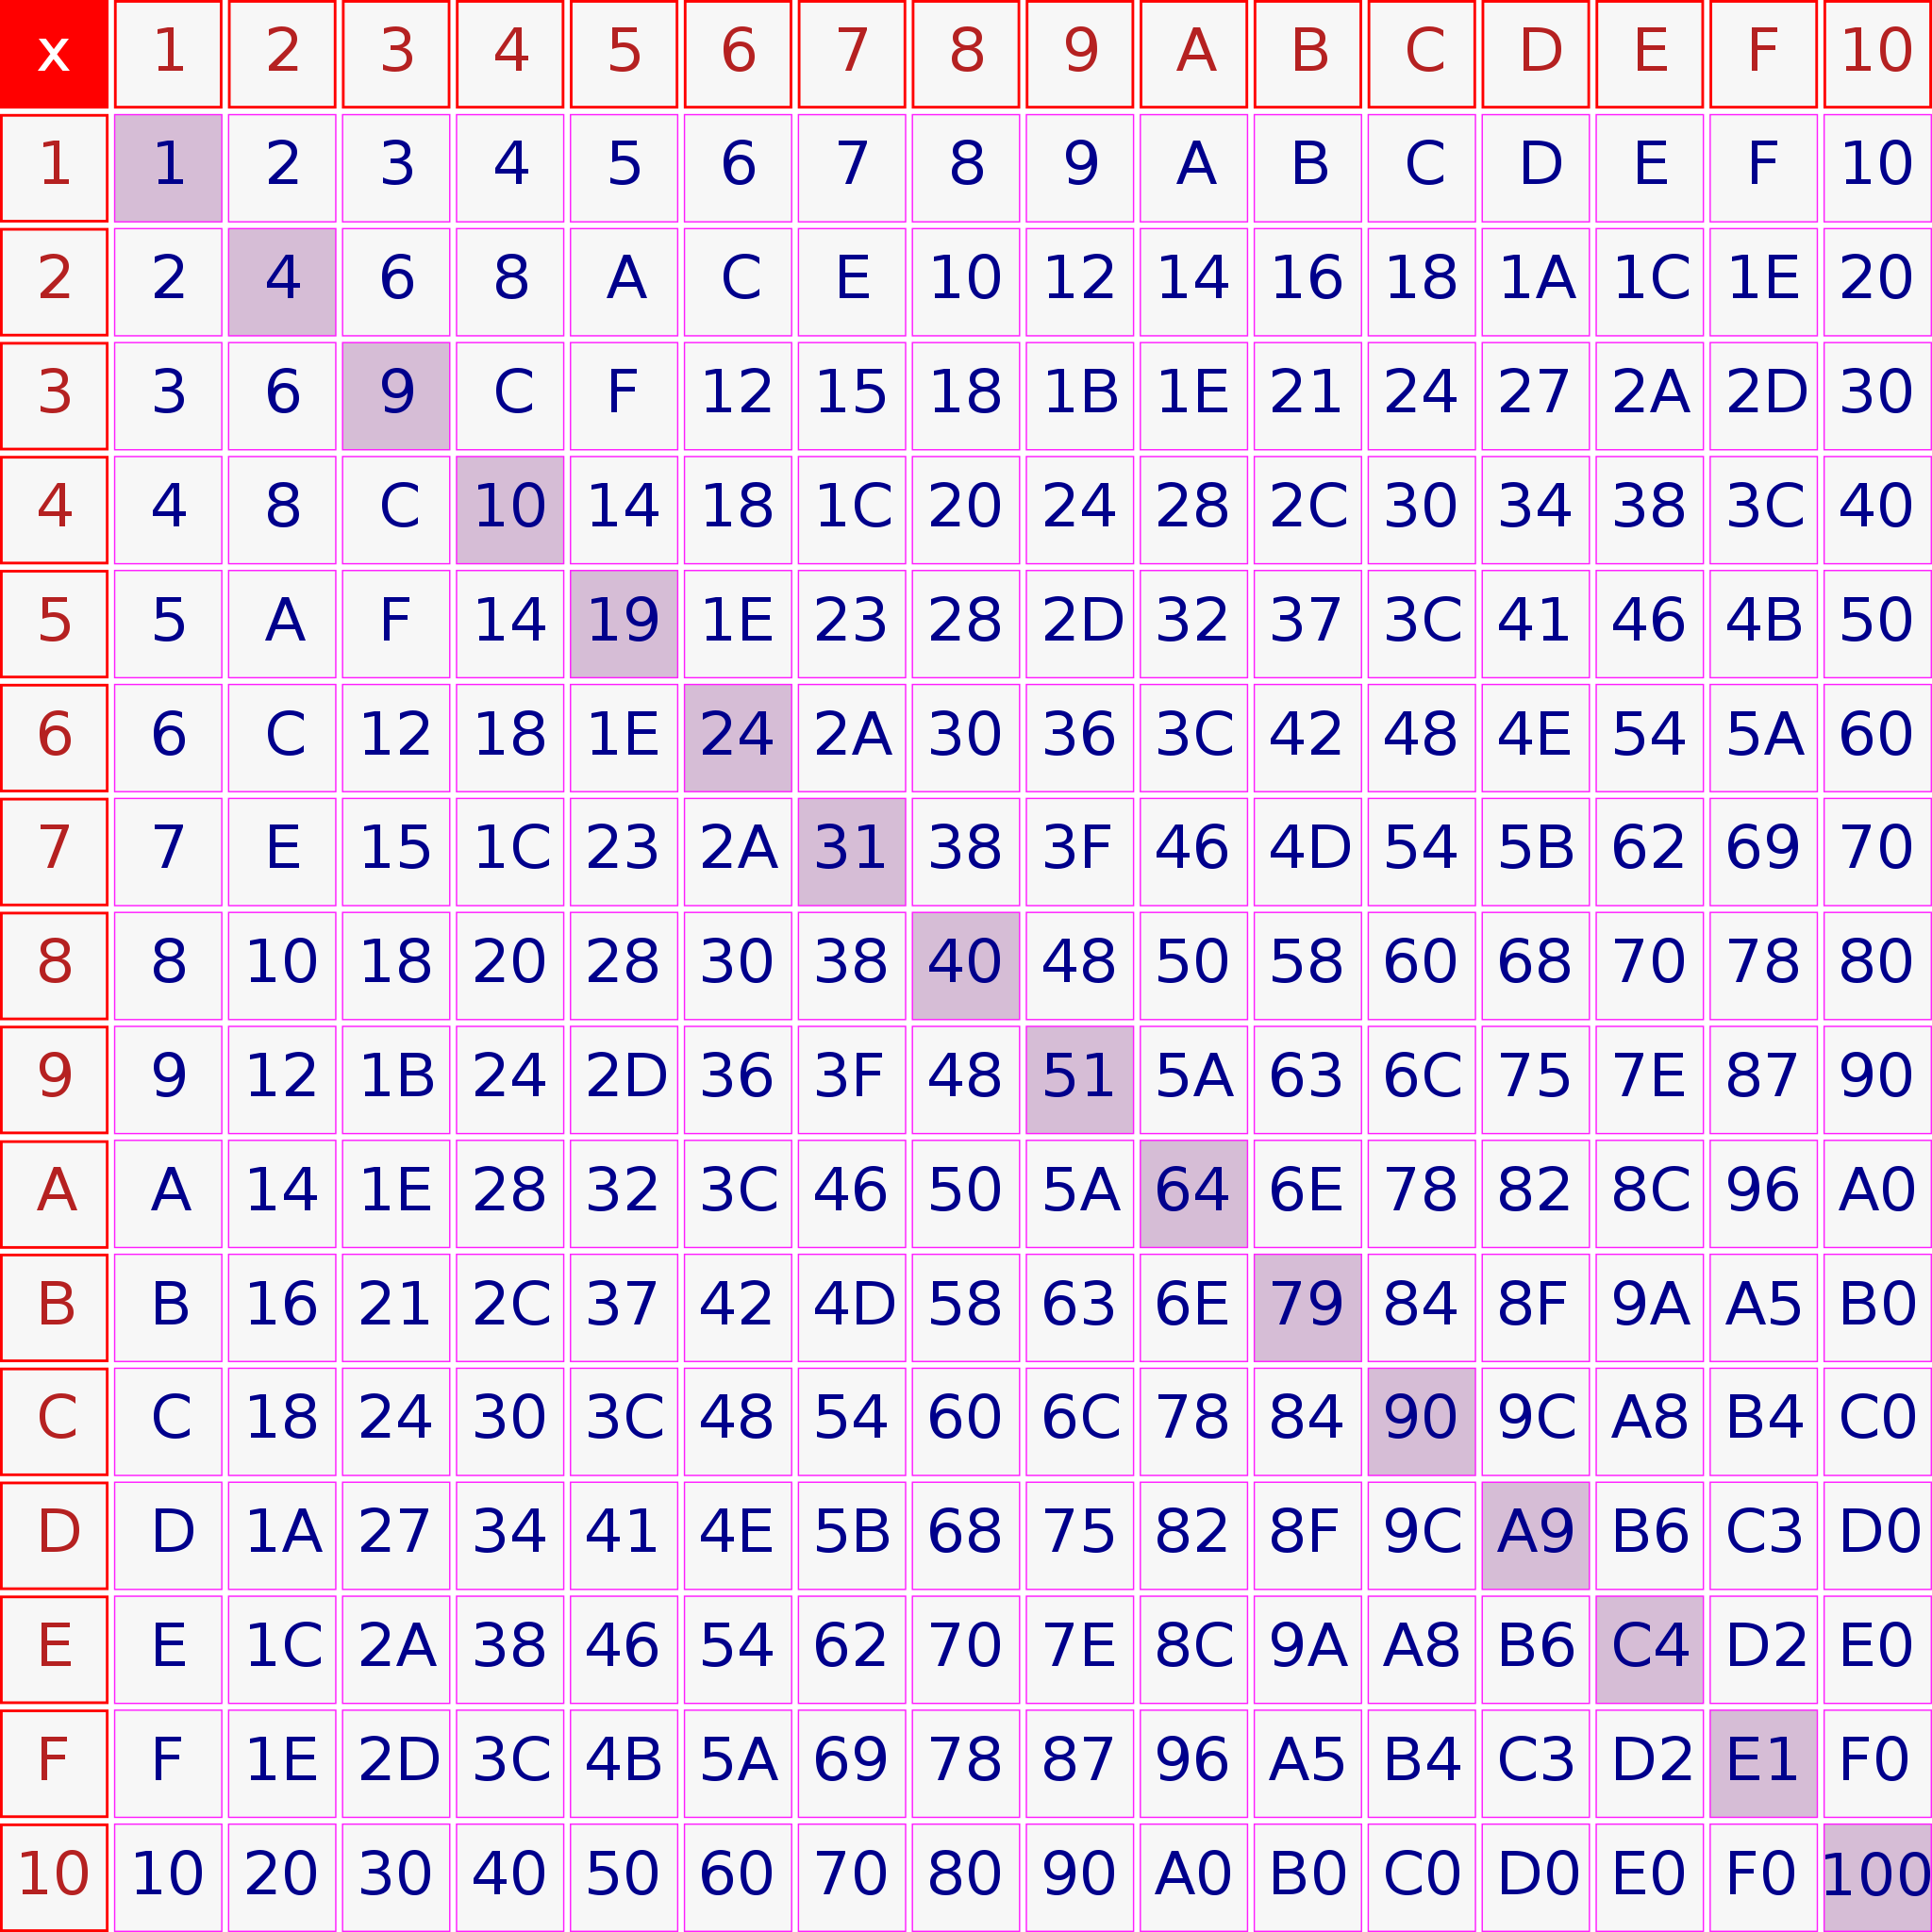 x 1 2 3 4 5 6 7 8 9 A B C D E F 10
1 1 2 3 4 5 6 7 8 9 A B C D E F 10
2 2 4 6 8 A C E 10 12 14 16 18 1A 1C 1E 20
3 3 6 9 C F 12 15 18 1B 1E 21 24 27 2A 2D 30
4 4 8 C 10 14 18 1C 20 24 28 2C 30 34 38 3C 40
5 5 A F 14 19 1E 23 28 2D 32 37 3C 41 46 4B 50
6 6 C 12 18 1E 24 2A 30 36 3C 42 48 4E 54 5A 60
7 7 E 15 1C 23 2A 31 38 3F 46 4D 54 5B 62 69 70
8 8 10 18 20 28 30 38 40 48 50 58 60 68 70 78 80
9 9 12 1B 24 2D 36 3F 48 51 5A 63 6C 75 7E 87 90
A A 14 1E 28 32 3C 46 50 5A 64 6E 78 82 8C 96 A0
B B 16 21 2C 37 42 4D 58 63 6E 79 84 8F 9A A5 B0
C C 18 24 30 3C 48 54 60 6C 78 84 90 9C A8 B4 C0
D D 1A 27 34 41 4E 5B 68 75 82 8F 9C A9 B6 C3 D0
E E 1C 2A 38 46 54 62 70 7E 8C 9A A8 B6 C4 D2 E0
F F 1E 2D 3C 4B 5A 69 78 87 96 A5 B4 C3 D2 E1 F0
10 10 20 30 40 50 60 70 80 90 A0 B0 C0 D0 E0 F0 100